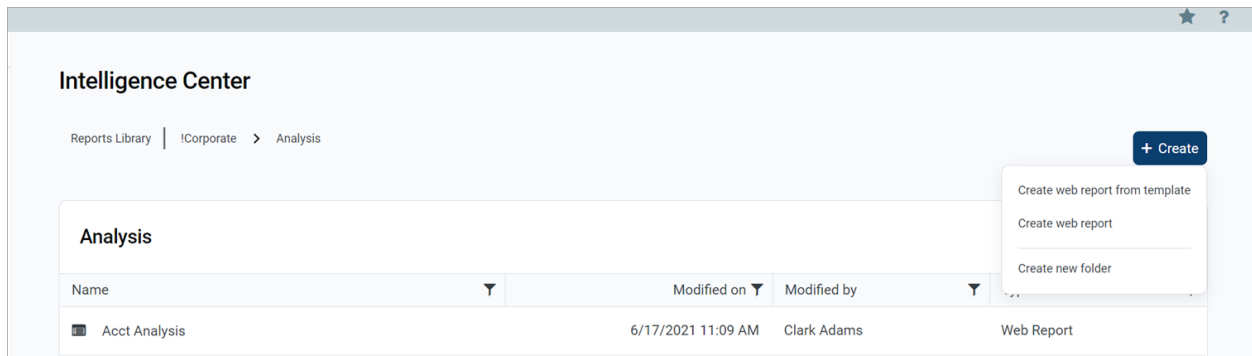 ?
Intelligence Center
Reports Library | !Corporate > Analysis
+ Create
Create web report from template
Create web report
Create new folder
Analysis
Name Modified on Modified by
Acct Analysis 6/17/2021 11:09 AM Clark Adams Web Report